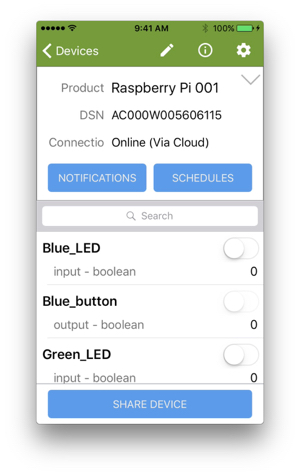 9:41 AM 100%
Devices
Product Raspberry Pi 001
DSN AC000W005606115
Connectio Online (Via Cloud)
NOTIFICATIONS SCHEDULES
Search
Blue_LED
input - boolean 0
Blue_button
output - boolean 0
Green_LED
input - boolean 0
SHARE DEVICE